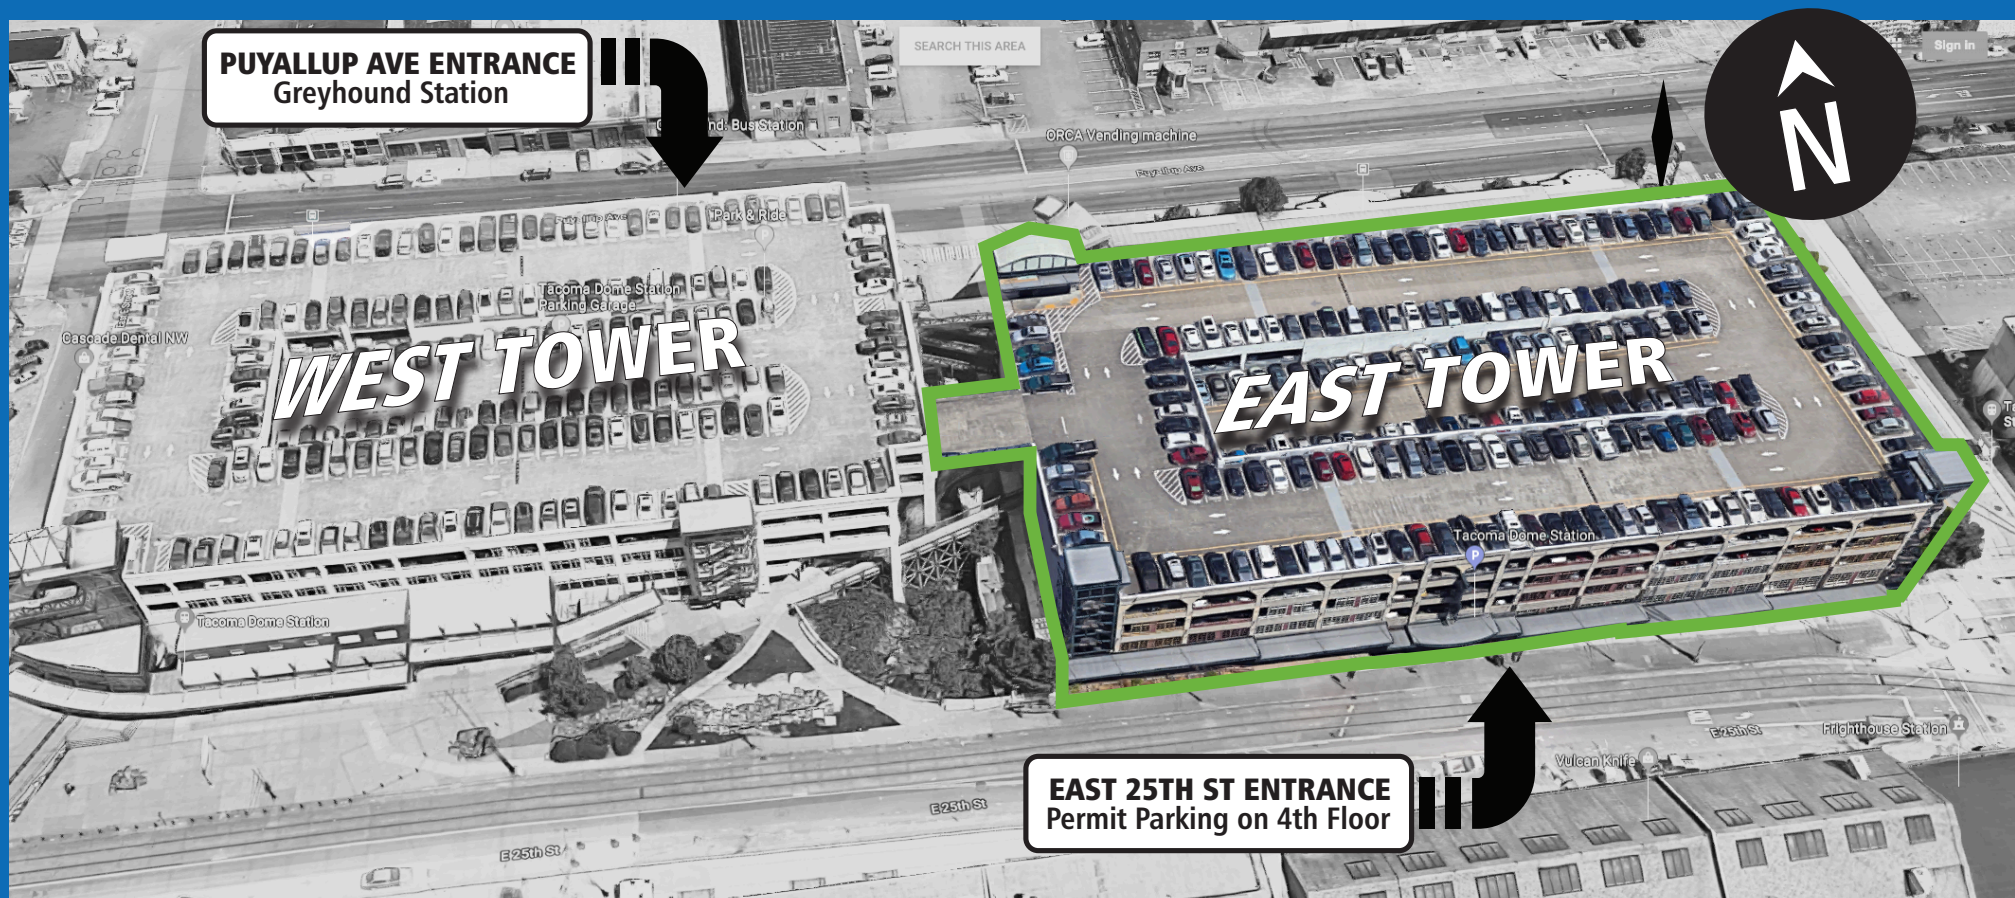 PUYALLUP AVE ENTRANCE
Greyhound Station
SEARCH THIS AREA
Sign In
N
Bus Station
ORCA Vending machine
Puyallup Ave
Park & Ride
Tacoma Dome Station
Parking Garage
P
Cascade Dental NW
WEST TOWER
EAST TOWER
Tacoma Dome Station
P
Tacoma Dome Station
EAST 25TH ST ENTRANCE
Permit Parking on 4th Floor
E 25th St
E 25th St
E 25th St
Vulcan Knife
Frighthouse Station